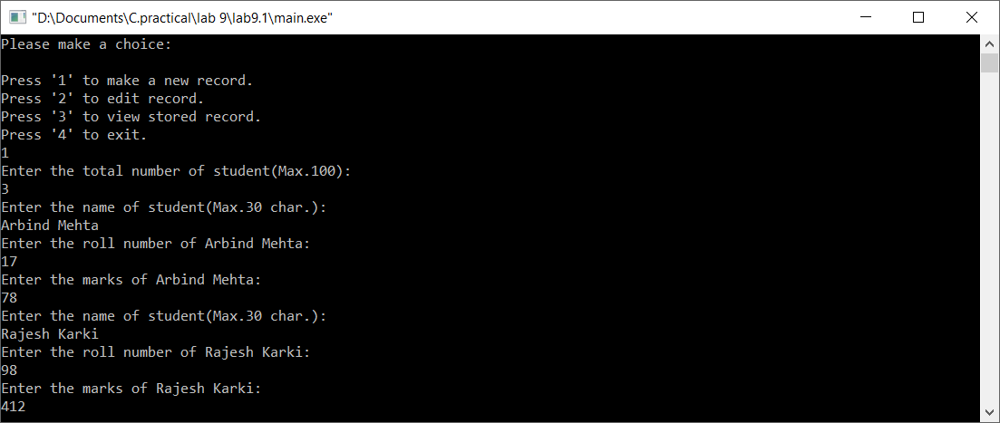 "D:\Documents\C.practical\lab 9\lab9.1\main.exe"
Please make a choice:
Press '1' to make a new record.
Press '2' to edit record.
Press '3' to view stored record.
Press '4' to exit.
1
Enter the total number of student(Max.100):
3
Enter the name of student(Max.30 char.):
Arbind Mehta
Enter the roll number of Arbind Mehta:
17
Enter the marks of Arbind Mehta:
78
Enter the name of student(Max.30 char.):
Rajesh Karki
Enter the roll number of Rajesh Karki:
98
Enter the marks of Rajesh Karki:
412